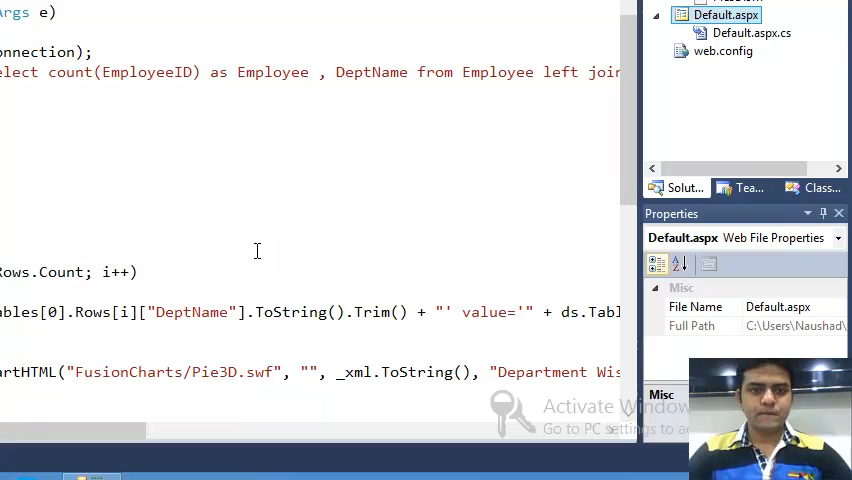 Args e)
onnection);
elect count(EmployeeID) as Employee , DeptName from Employee left join
Rows.Count; i++)
ables[0].Rows[i]["DeptName"].ToString().Trim() + "' value='" + ds.Tabl
artHTML("FusionCharts/Pie3D.swf", "", _xml.ToString(), "Department Wis
Default.aspx
Default.aspx.cs
web.config
Solut...
Tea...
Class...
Properties
Default.aspx Web File Properties
Misc
File Name Default.aspx
Full Path C:\Users\Naushad
Misc
Activate Window
Go to PC settings to a